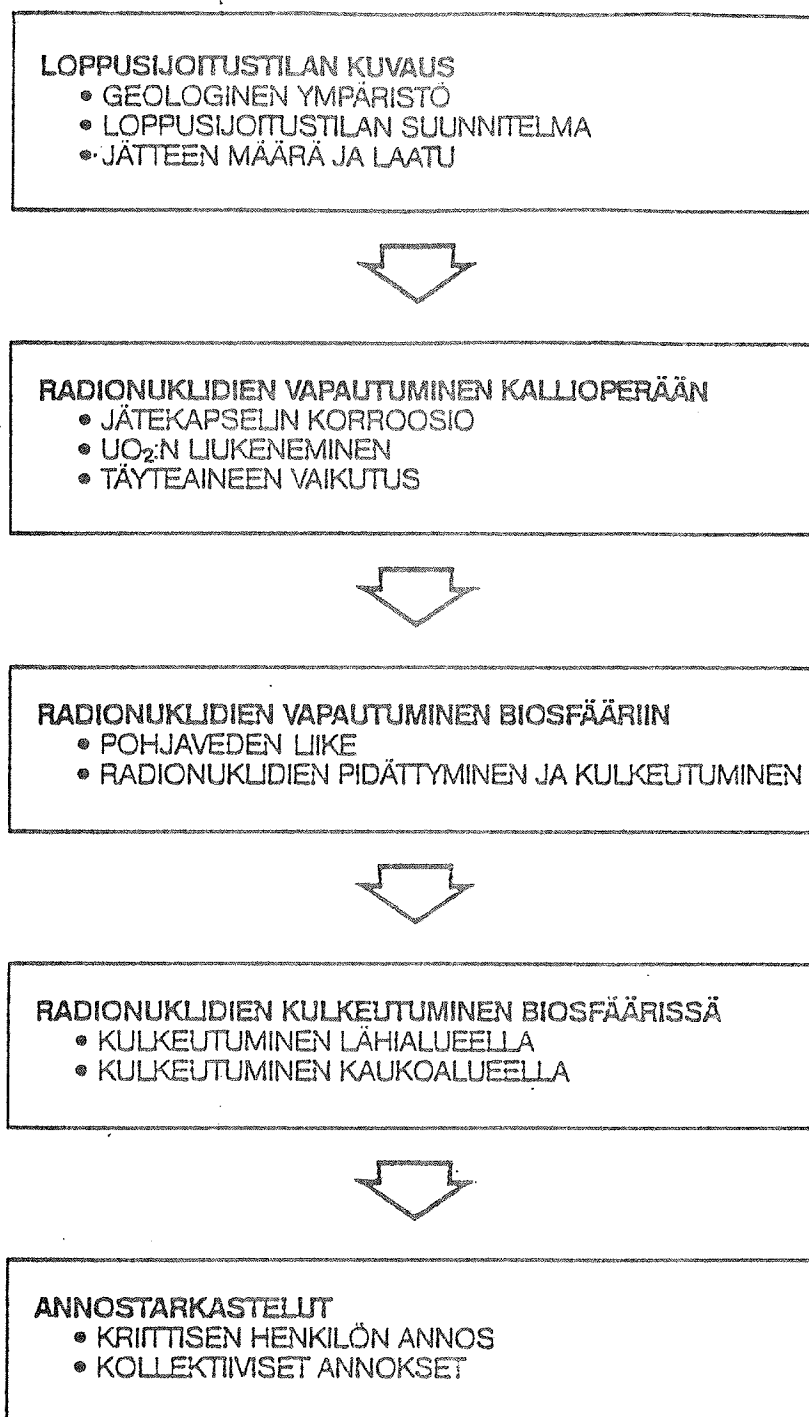 LOPPUSIJOITUSTILAN KUVAUS
• GEOLOGINEN YMPÄRISTÖ
• LOPPUSIJOITUSTILAN SUUNNITELMA
• JÄTTEEN MÄÄRÄ JA LAATU
RADIONUKLIDIEN VAPAUTUMINEN KALLIOPERÄÄN
• JÄTEKAPSELIN KORROOSIO
• UO₂:N LIUKENEMINEN
• TÄYTEAINEEN VAIKUTUS
RADIONUKLIDIEN VAPAUTUMINEN BIOSFÄÄRIIN
• POHJAVEDEN LIIKE
• RADIONUKLIDIEN PIDÄTTYMINEN JA KULKEUTUMINEN
RADIONUKLIDIEN KULKEUTUMINEN BIOSFÄÄRISSÄ
• KULKEUTUMINEN LÄHIALUEELLA
• KULKEUTUMINEN KAUKOALUEELLA
ANNOSTARKASTELUT
• KRIITTISEN HENKILÖN ANNOS
• KOLLEKTIIVISET ANNOKSET